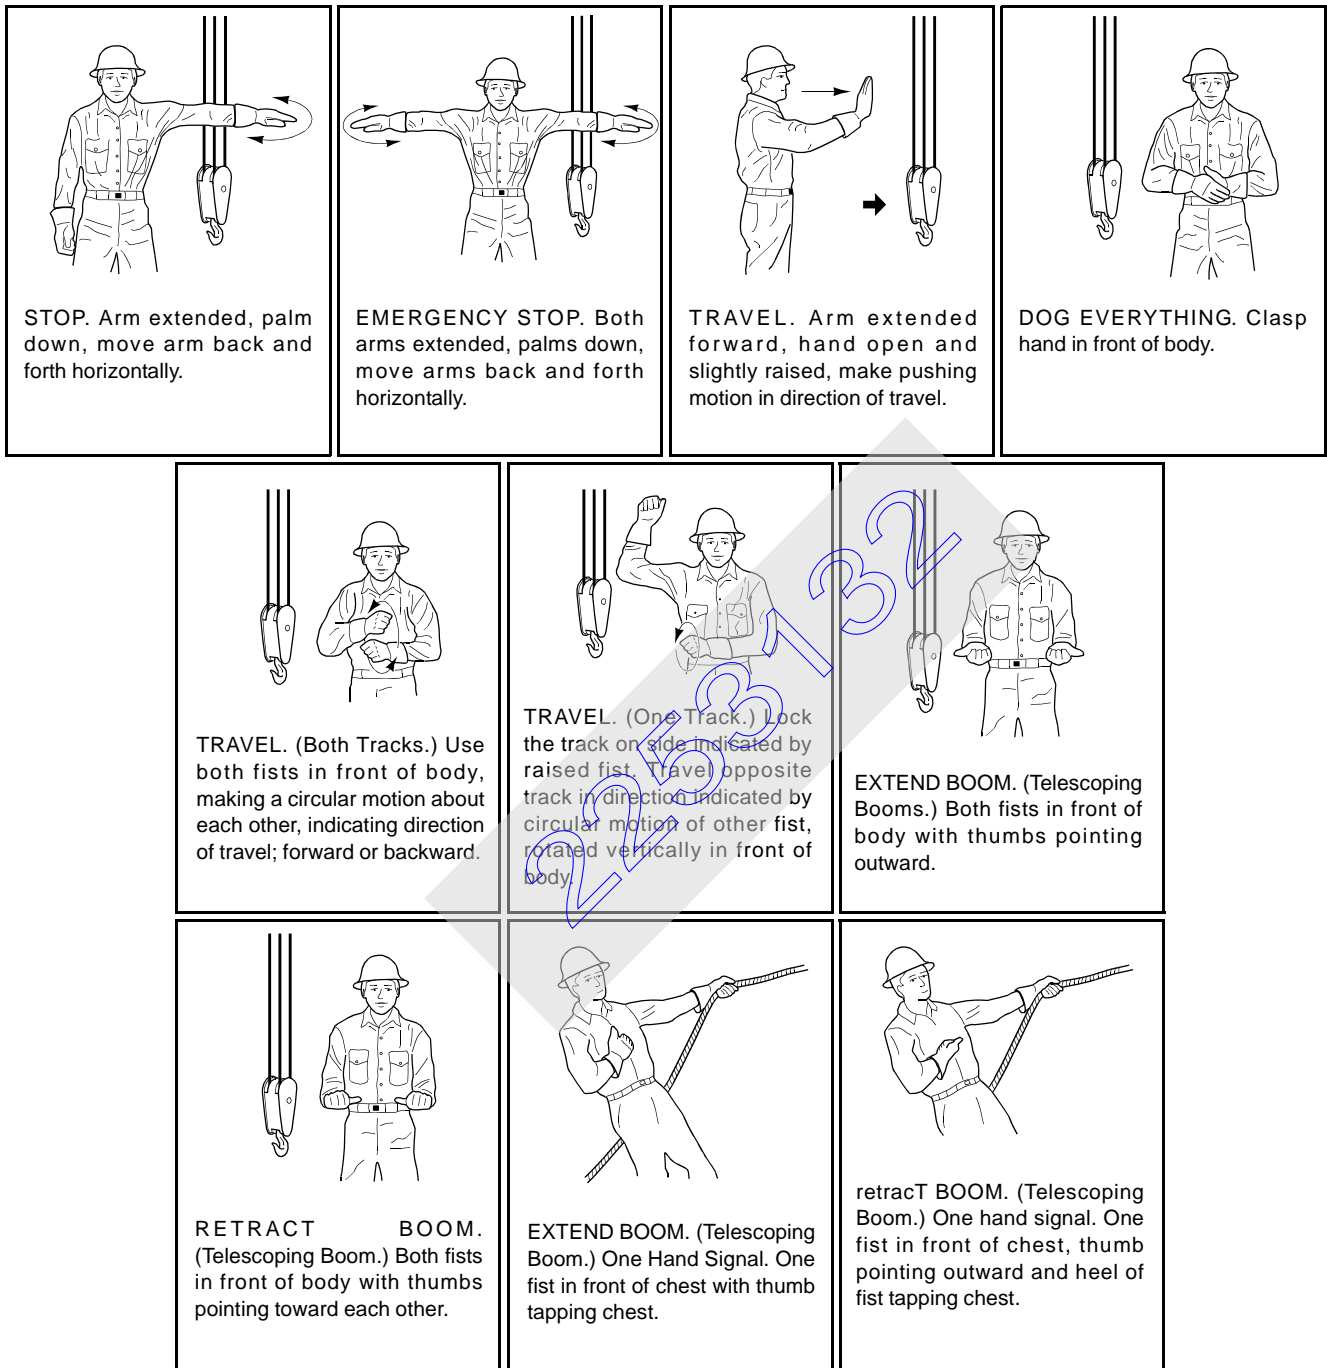 STOP. Arm extended, palm
down, move arm back and
forth horizontally.
EMERGENCY STOP. Both
arms extended, palms down,
move arms back and forth
horizontally.
TRAVEL. Arm extended
forward, hand open and
slightly raised, make pushing
motion in direction of travel.
DOG EVERYTHING. Clasp
hand in front of body.
TRAVEL. (Both Tracks.) Use
both fists in front of body,
making a circular motion about
each other, indicating direction
of travel; forward or backward.
TRAVEL. (One Track.) Lock
the track on side indicated by
raised fist. Travel opposite
track in direction indicated by
circular motion of other fist,
rotated vertically in front of
body.
EXTEND BOOM. (Telescoping
Booms.) Both fists in front of
body with thumbs pointing
outward.
2253132
RETRACT BOOM.
(Telescoping Boom.) Both fists
in front of body with thumbs
pointing toward each other.
EXTEND BOOM. (Telescoping
Boom.) One Hand Signal. One
fist in front of chest with thumb
tapping chest.
retracT BOOM. (Telescoping
Boom.) One hand signal. One
fist in front of chest, thumb
pointing outward and heel of
fist tapping chest.